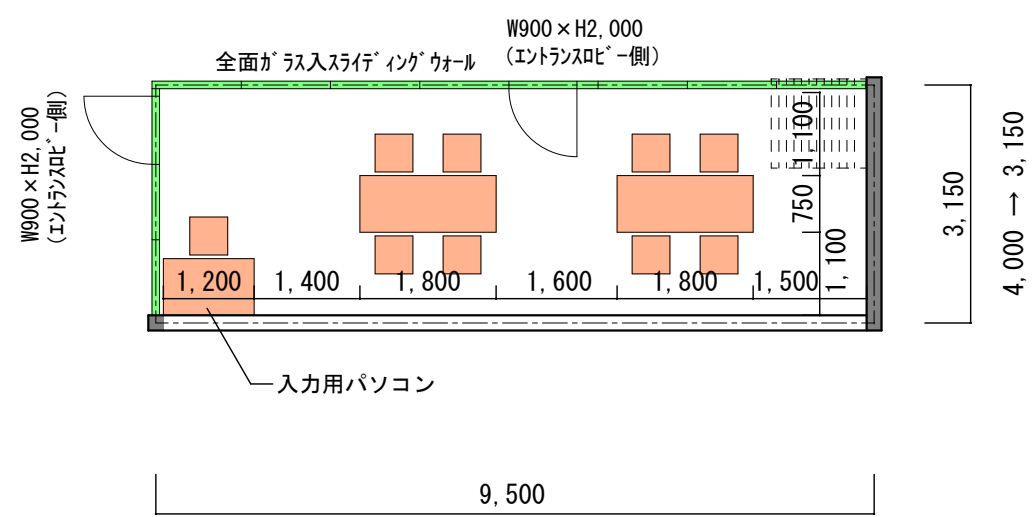 W900×H2,000
(エントランスロビー側)
全面ガラス入スライディングウォール
W900×H2,000
(エントランスロビー側)
1,100
750
1,100
1,200
1,400
1,800
1,600
1,800
1,500
3,150
4,000 → 3,150
入力用パソコン
9,500